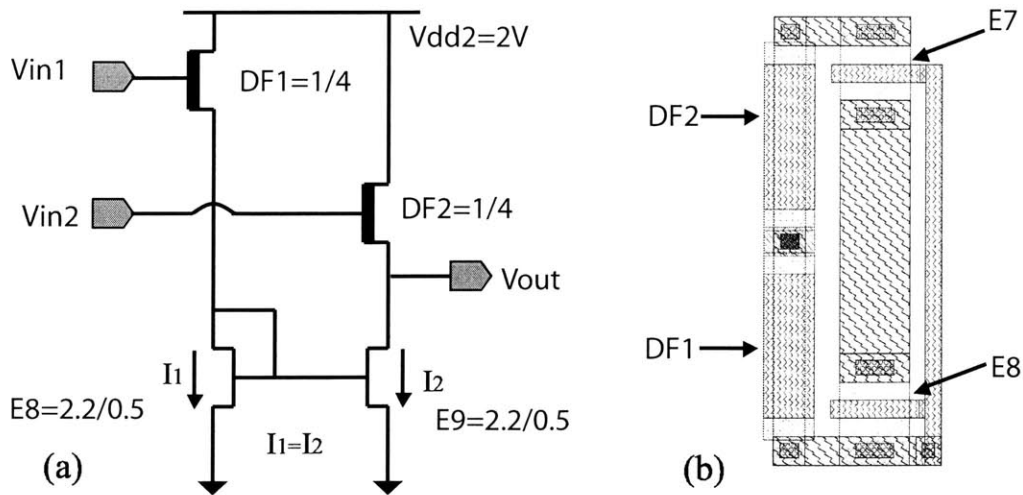 Vdd2=2V
Vin1
DF1=1/4
Vin2
DF2=1/4
Vout
I1
I2
E8=2.2/0.5
E9=2.2/0.5
I1=I2
(a)
E7
DF2
DF1
E8
(b)